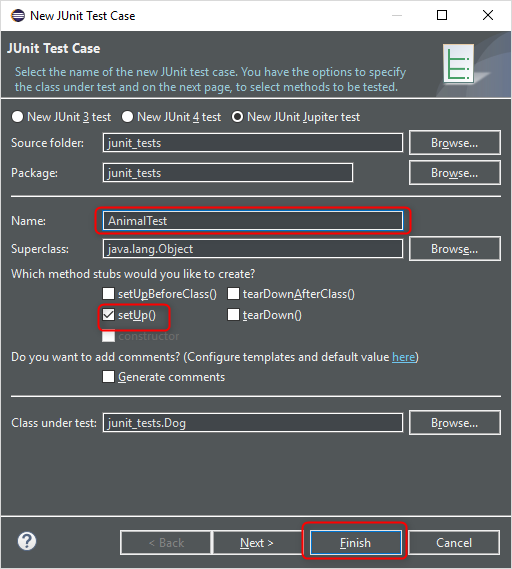 New JUnit Test Case
JUnit Test Case
Select the name of the new JUnit test case. You have the options to specify
the class under test and on the next page, to select methods to be tested.
New JUnit 3 test New JUnit 4 test New JUnit Jupiter test
Source folder: junit_tests Browse...
Package: junit_tests Browse...
Name: AnimalTest
Superclass: java.lang.Object Browse...
Which method stubs would you like to create?
setUpBeforeClass() tearDownAfterClass()
setUp() tearDown()
constructor
Do you want to add comments? (Configure templates and default value here)
Generate comments
Class under test: junit_tests.Dog Browse...
? < Back Next > Finish Cancel